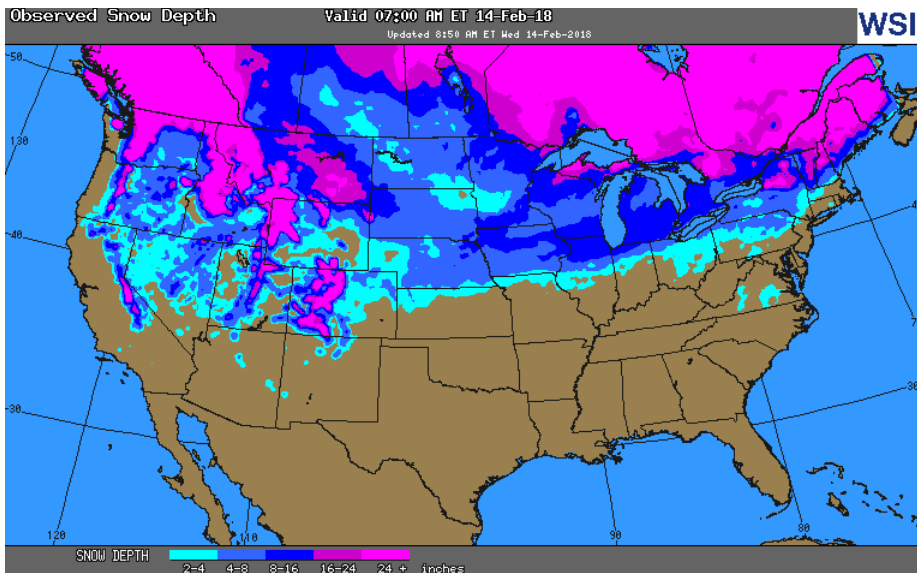 Observed Snow Depth
Valid 07:00 AM ET 14-Feb-18
Updated 8:50 AM ET Wed 14-Feb-2018
WSI
50
130
40
30
120
110
90
80
30
7
SNOW DEPTH
2-4 4-8 8-16 16-24 24 + inches